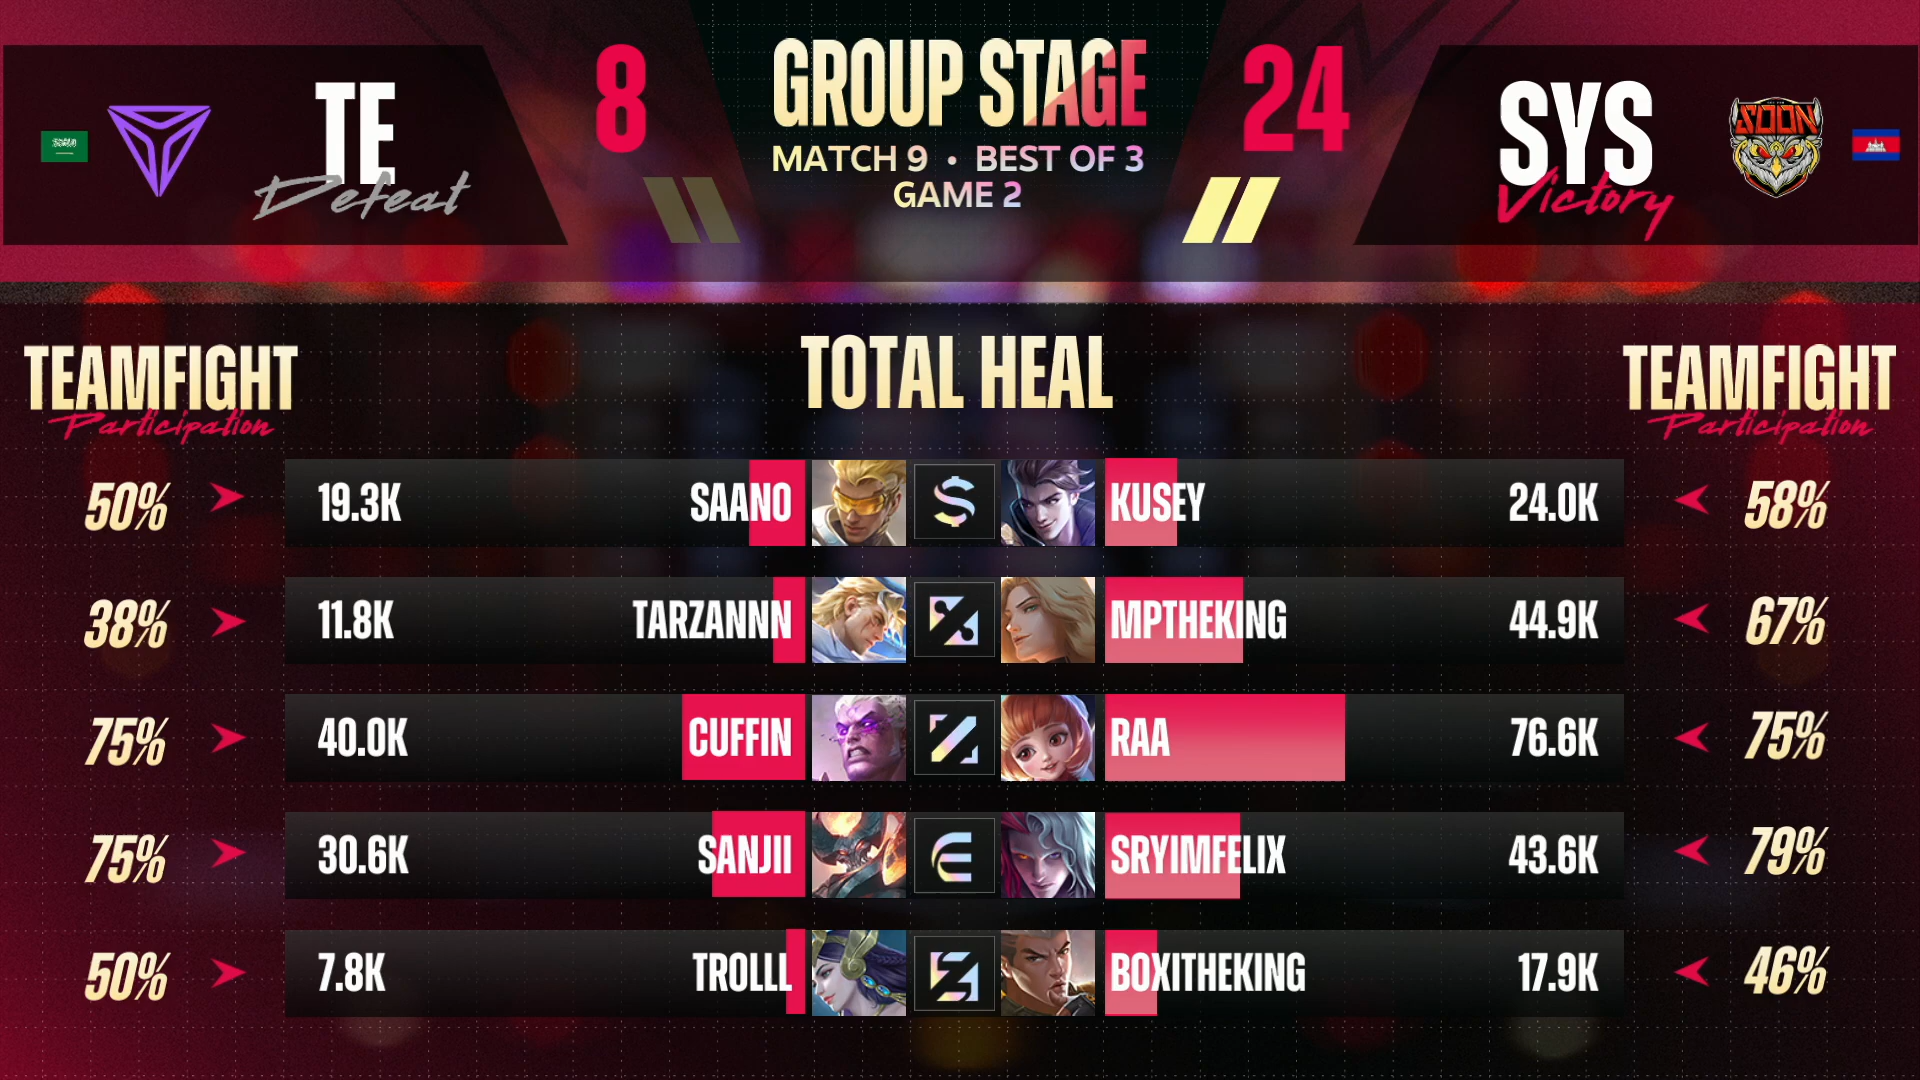 TE
Defeat
8
GROUP STAGE
MATCH 9 • BEST OF 3
GAME 2
24
SYS
Victory
SOON
TEAMFIGHT
Participation
TOTAL HEAL
TEAMFIGHT
Participation
50% 19.3K SAANO KUSEY 24.0K 58%
38% 11.8K TARZANNN MPTHEKING 44.9K 67%
75% 40.0K CUFFIN RAA 76.6K 75%
75% 30.6K SANJII SRYIMFELIX 43.6K 79%
50% 7.8K TROLLL BOXITHEKING 17.9K 46%